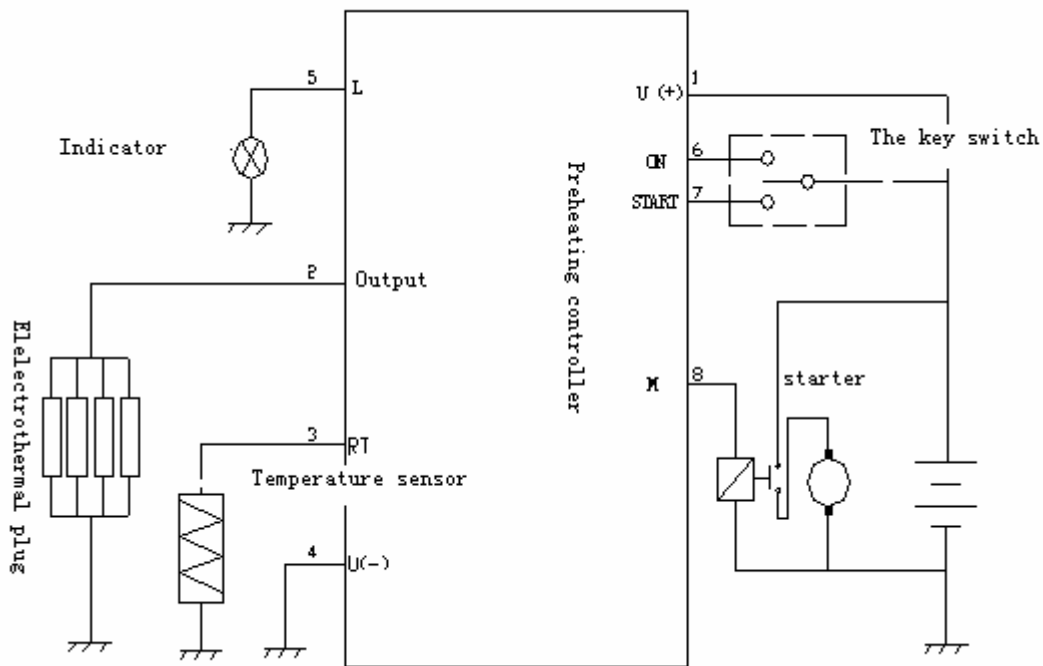 5
L
1
U (+)
Indicator
The key switch
6
ON
7
START
Preheating controller
2
Output
Elelectrothermal plug
8
M
starter
3
RT
Temperature sensor
4
U(-)